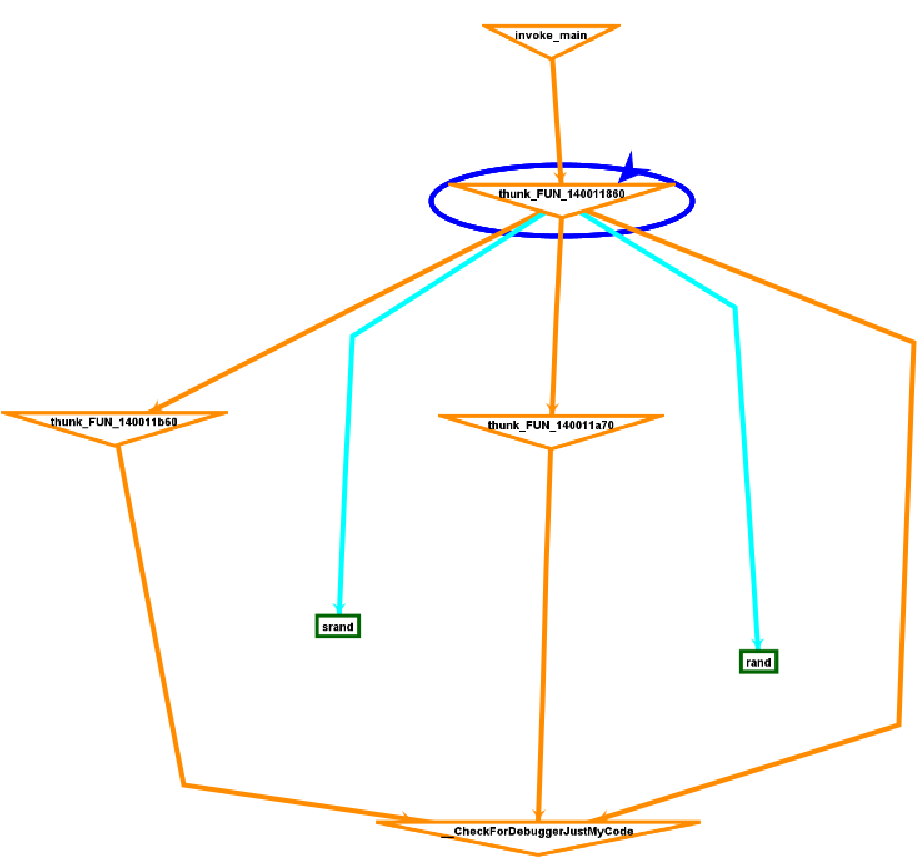 invoke_main
thunk_FUN_140011860
thunk_FUN_140011b60
thunk_FUN_140011a70
srand
rand
__CheckForDebuggerJustMyCode